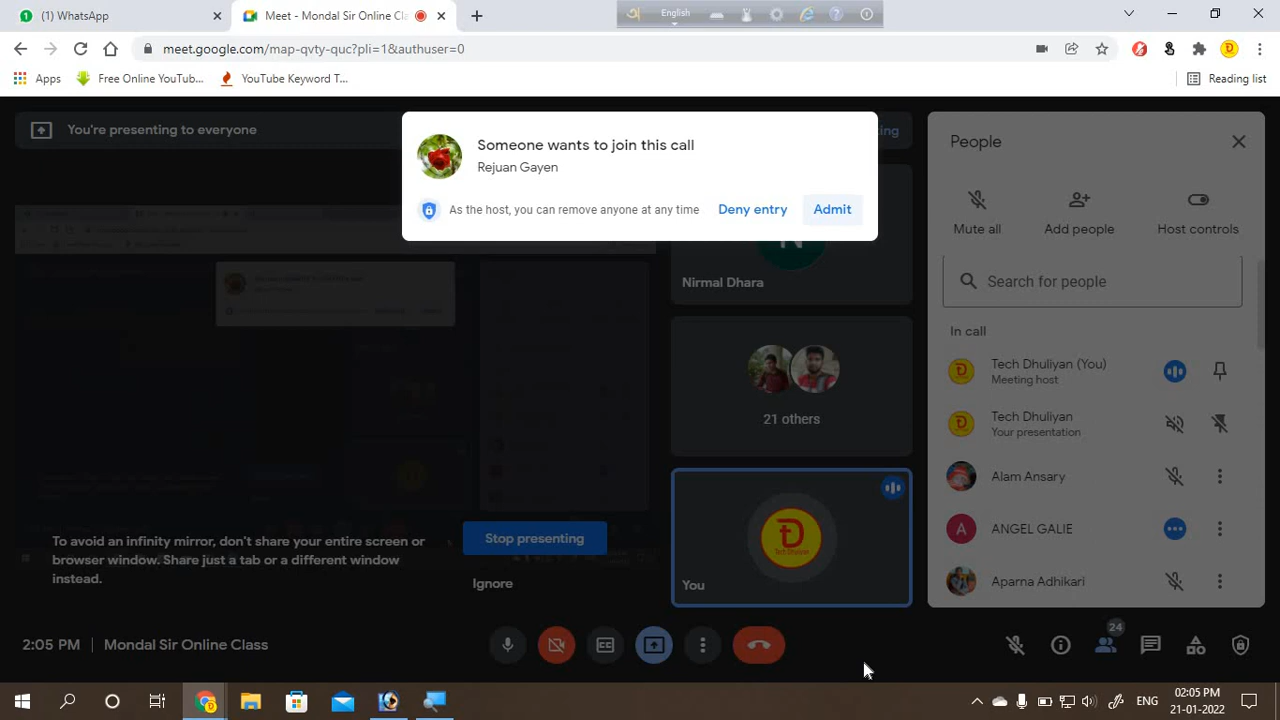 (1) WhatsApp
Meet - Mondal Sir Online Cla
English
meet.google.com/map-qvty-quc?pli=1&authuser=0
Apps
Free Online YouTub...
YouTube Keyword T...
Reading list
You're presenting to everyone
Someone wants to join this call
Rejuan Gayen
As the host, you can remove anyone at any time
Deny entry
Admit
People
Mute all
Add people
Host controls
Nirmal Dhara
Search for people
In call
Tech Dhuliyan (You)
Meeting host
Tech Dhuliyan
Your presentation
21 others
Alam Ansary
A
ANGEL GALIE
Aparna Adhikari
To avoid an infinity mirror, don't share your entire screen or
browser window. Share just a tab or a different window
instead.
Stop presenting
Ignore
Tech Dhuliyan
You
2:05 PM | Mondal Sir Online Class
24
ENG
02:05 PM
21-01-2022